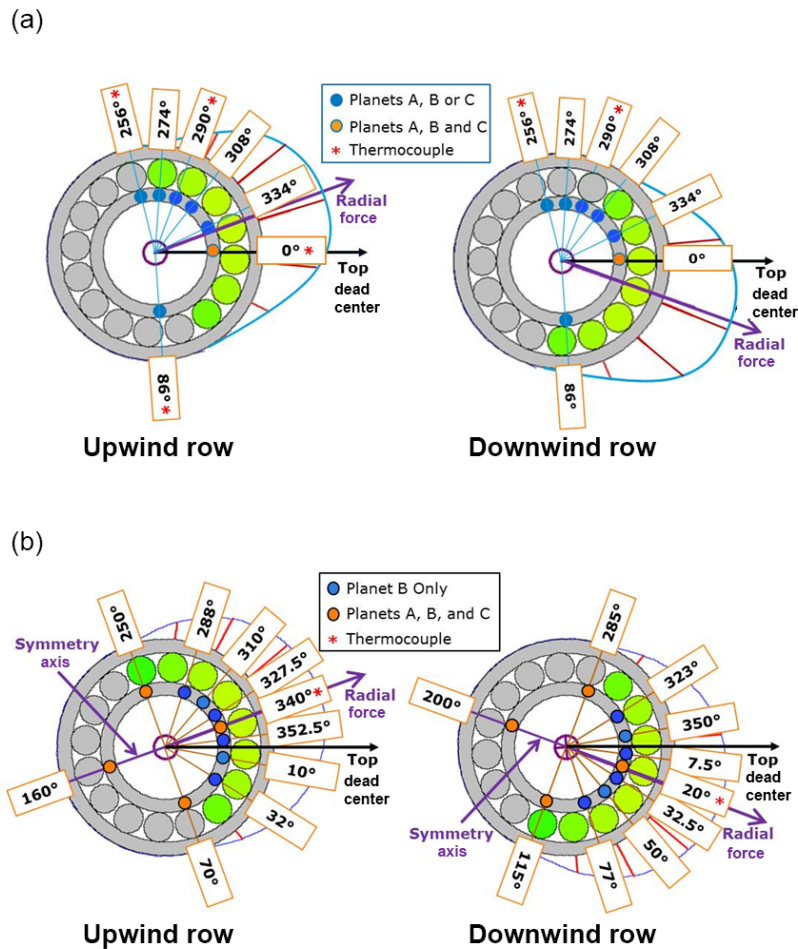 (a)
256°*
274°
290°*
308°
334°
Radial
force
0° *
Top
dead
center
86°*
Upwind row
Planets A, B or C
Planets A, B and C
* Thermocouple
256°*
274°
290°*
308°
334°
0°
Top
dead
center
Radial
force
86°
Downwind row
(b)
250°
288°
310°
327.5°
340°*
352.5°
10°
32°
70°
160°
Symmetry
axis
Radial
force
Top
dead
center
Upwind row
Planet B Only
Planets A, B, and C
* Thermocouple
285°
323°
350°
7.5°
20° *
32.5°
50°
77°
115°
200°
Symmetry
axis
Top
dead
center
Radial
force
Downwind row